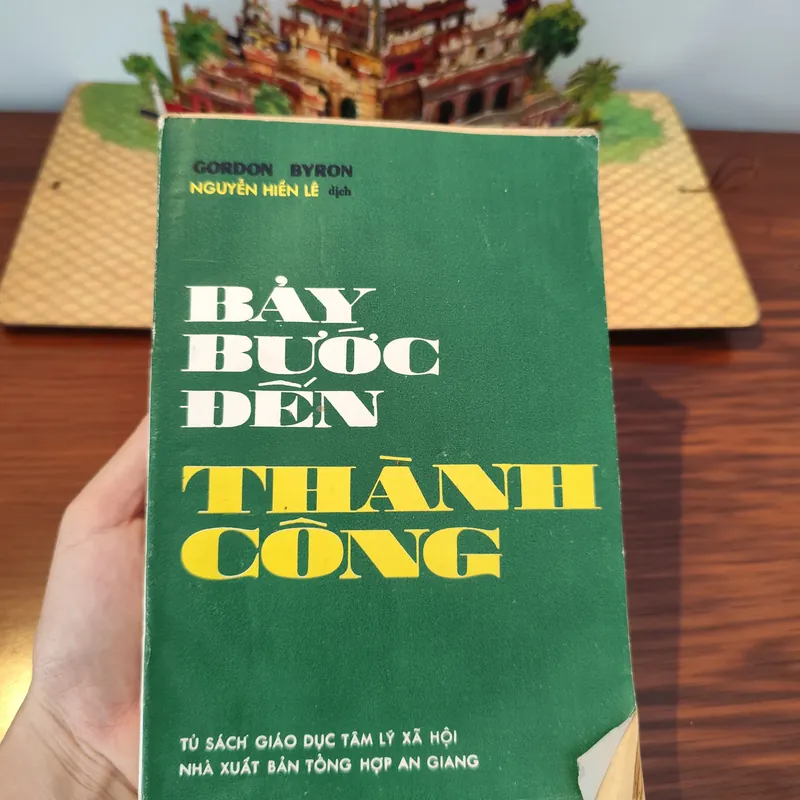 GORDON BYRON
NGUYỄN HIẾN LÊ dịch
BẢY
BƯỚC
ĐẾN
THÀNH
CÔNG
TỦ SÁCH GIÁO DỤC TÂM LÝ XÃ HỘI
NHÀ XUẤT BẢN TỔNG HỢP AN GIANG